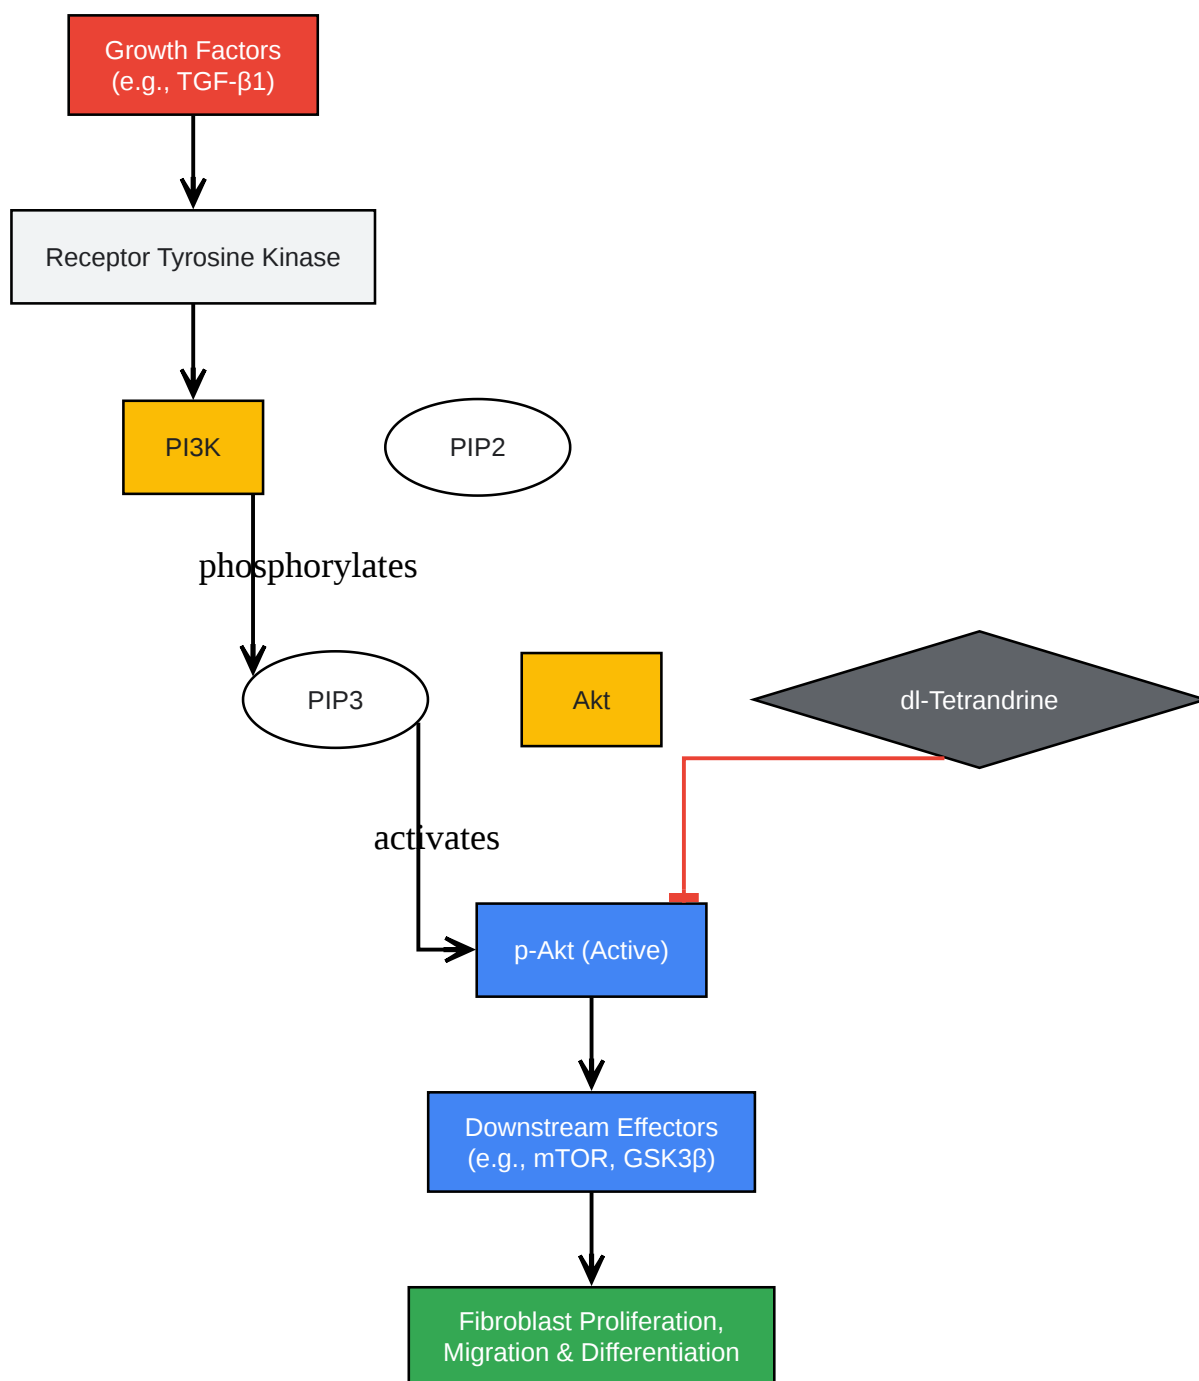 Growth Factors
(e.g., TGF-β1)
Receptor Tyrosine Kinase
PI3K
PIP2
phosphorylates
PIP3
Akt
dl-Tetrandrine
activates
p-Akt (Active)
Downstream Effectors
(e.g., mTOR, GSK3β)
Fibroblast Proliferation,
Migration & Differentiation